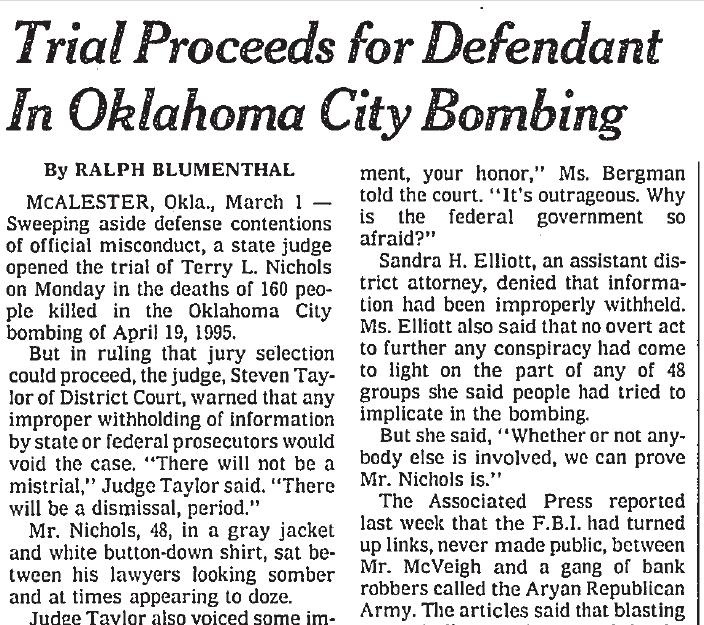 Trial Proceeds for Defendant
In Oklahoma City Bombing
By RALPH BLUMENTHAL
McALESTER, Okla., March 1 —
Sweeping aside defense contentions
of official misconduct, a state judge
opened the trial of Terry L. Nichols
on Monday in the deaths of 160 peo-
ple killed in the Oklahoma City
bombing of April 19, 1995.
But in ruling that jury selection
could proceed, the judge, Steven Tay-
lor of District Court, warned that any
improper withholding of information
by state or federal prosecutors would
void the case. "There will not be a
mistrial," Judge Taylor said. "There
will be a dismissal, period."
Mr. Nichols, 48, in a gray jacket
and white button-down shirt, sat be-
tween his lawyers looking somber
and at times appearing to doze.
Judge Taylor also voiced some im-
ment, your honor," Ms. Bergman
told the court. "It's outrageous. Why
is the federal government so
afraid?"
Sandra H. Elliott, an assistant dis-
trict attorney, denied that informa-
tion had been improperly withheld.
Ms. Elliott also said that no overt act
to further any conspiracy had come
to light on the part of any of 48
groups she said people had tried to
implicate in the bombing.
But she said, "Whether or not any-
body else is involved, we can prove
Mr. Nichols is."
The Associated Press reported
last week that the F.B.I. had turned
up links, never made public, between
Mr. McVeigh and a gang of bank
robbers called the Aryan Republican
Army. The articles said that blasting